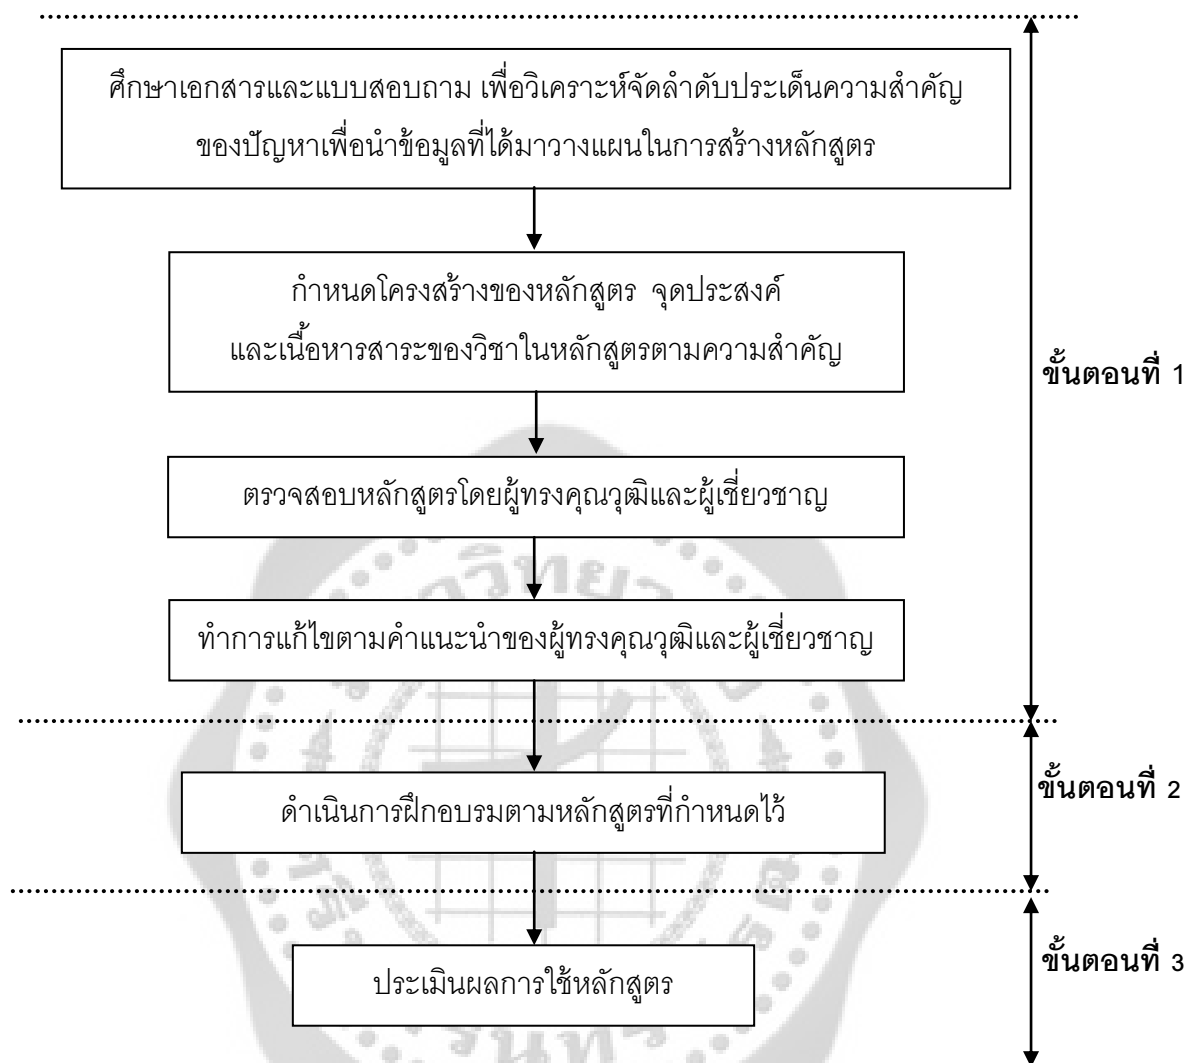 ศึกษาเอกสารและแบบสอบถาม เพื่อวิเคราะห์จัดลำดับประเด็นความสำคัญ
ของปัญหาเพื่อนำข้อมูลที่ได้มาวางแผนในการสร้างหลักสูตร
กำหนดโครงสร้างของหลักสูตร จุดประสงค์
และเนื้อหารสาระของวิชาในหลักสูตรตามความสำคัญ
ขั้นตอนที่ 1
ตรวจสอบหลักสูตรโดยผู้ทรงคุณวุฒิและผู้เชี่ยวชาญ
ทำการแก้ไขตามคำแนะนำของผู้ทรงคุณวุฒิและผู้เชี่ยวชาญ
ขั้นตอนที่ 2
ดำเนินการฝึกอบรมตามหลักสูตรที่กำหนดไว้
ขั้นตอนที่ 3
ประเมินผลการใช้หลักสูตร